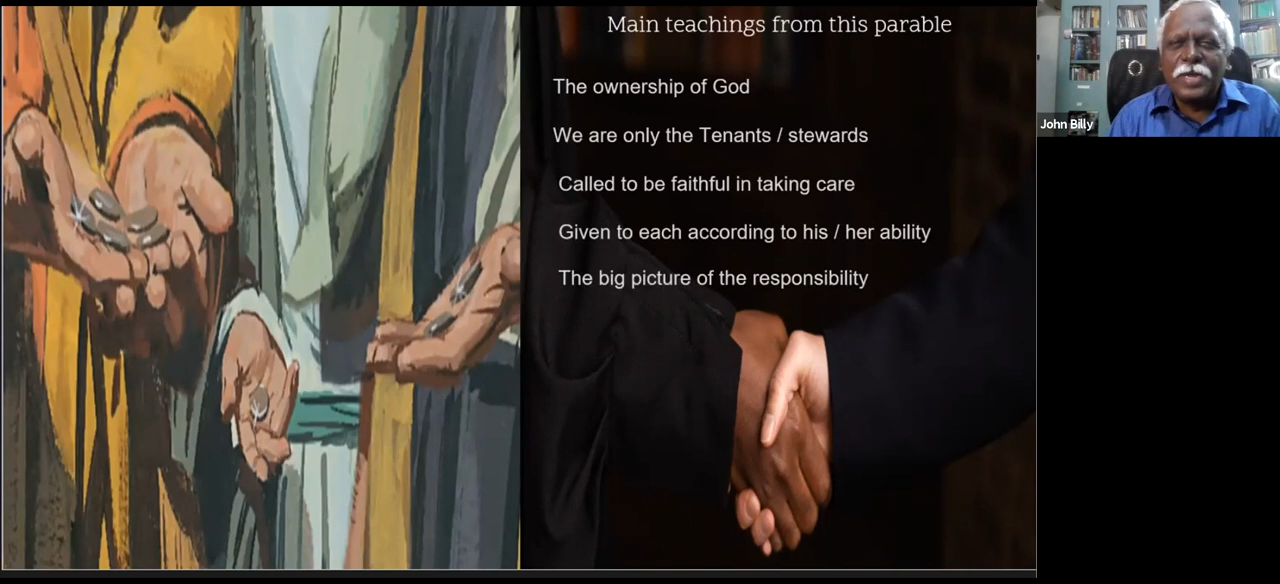 Main teachings from this parable
The ownership of God
We are only the Tenants / stewards
Called to be faithful in taking care
Given to each according to his / her ability
The big picture of the responsibility
John Billy